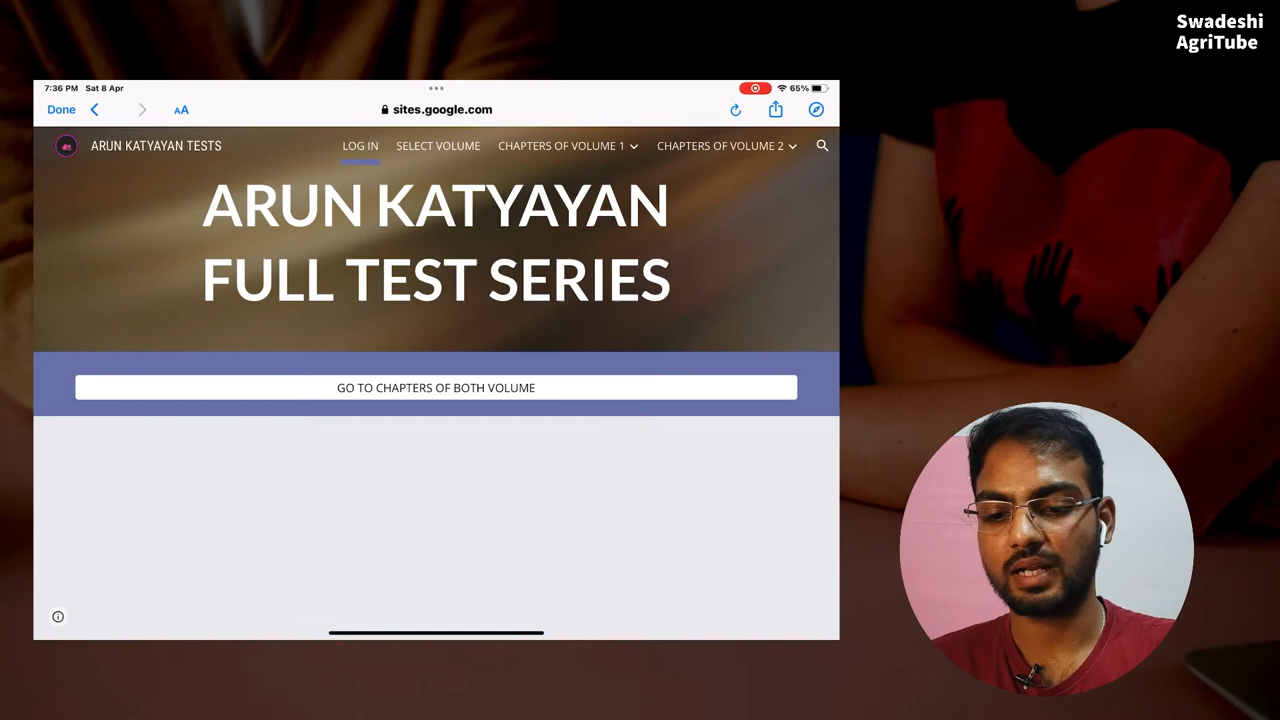 Swadeshi
AgriTube
7:36 PM Sat 8 Apr
65%
Done
AA
sites.google.com
ARUN KATYAYAN TESTS
LOG IN
SELECT VOLUME
CHAPTERS OF VOLUME 1
CHAPTERS OF VOLUME 2
ARUN KATYAYAN
FULL TEST SERIES
GO TO CHAPTERS OF BOTH VOLUME